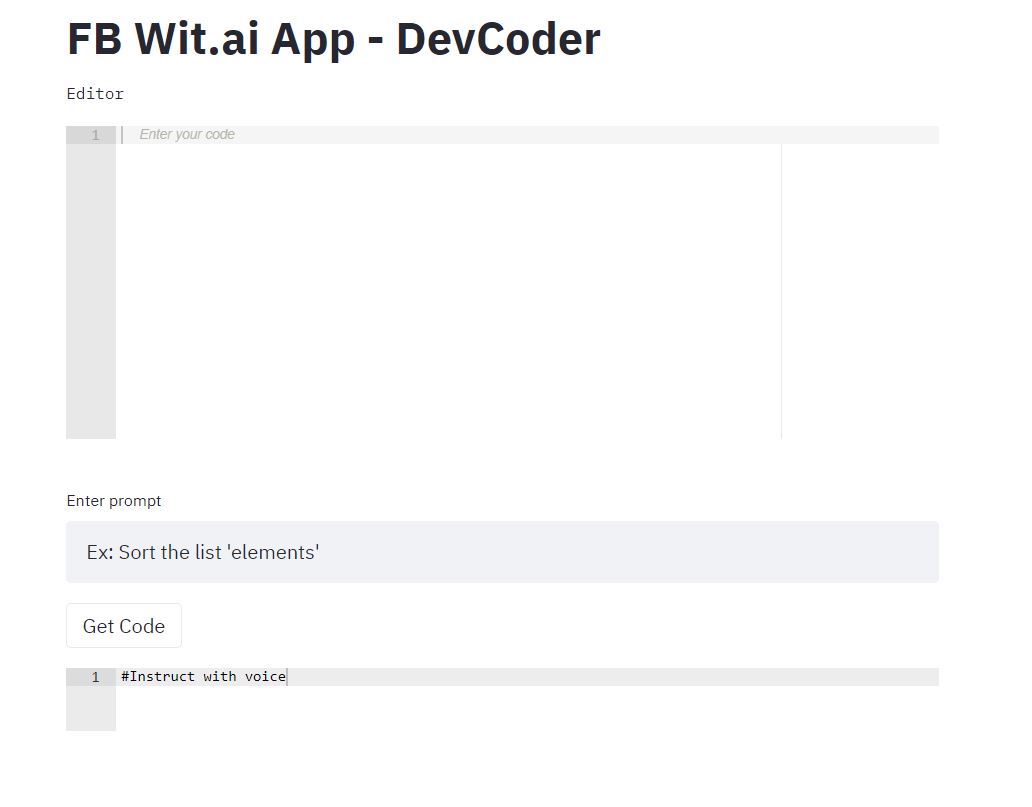 FB Wit.ai App - DevCoder
Editor
1 Enter your code
Enter prompt
Ex: Sort the list 'elements'
Get Code
1 #Instruct with voice